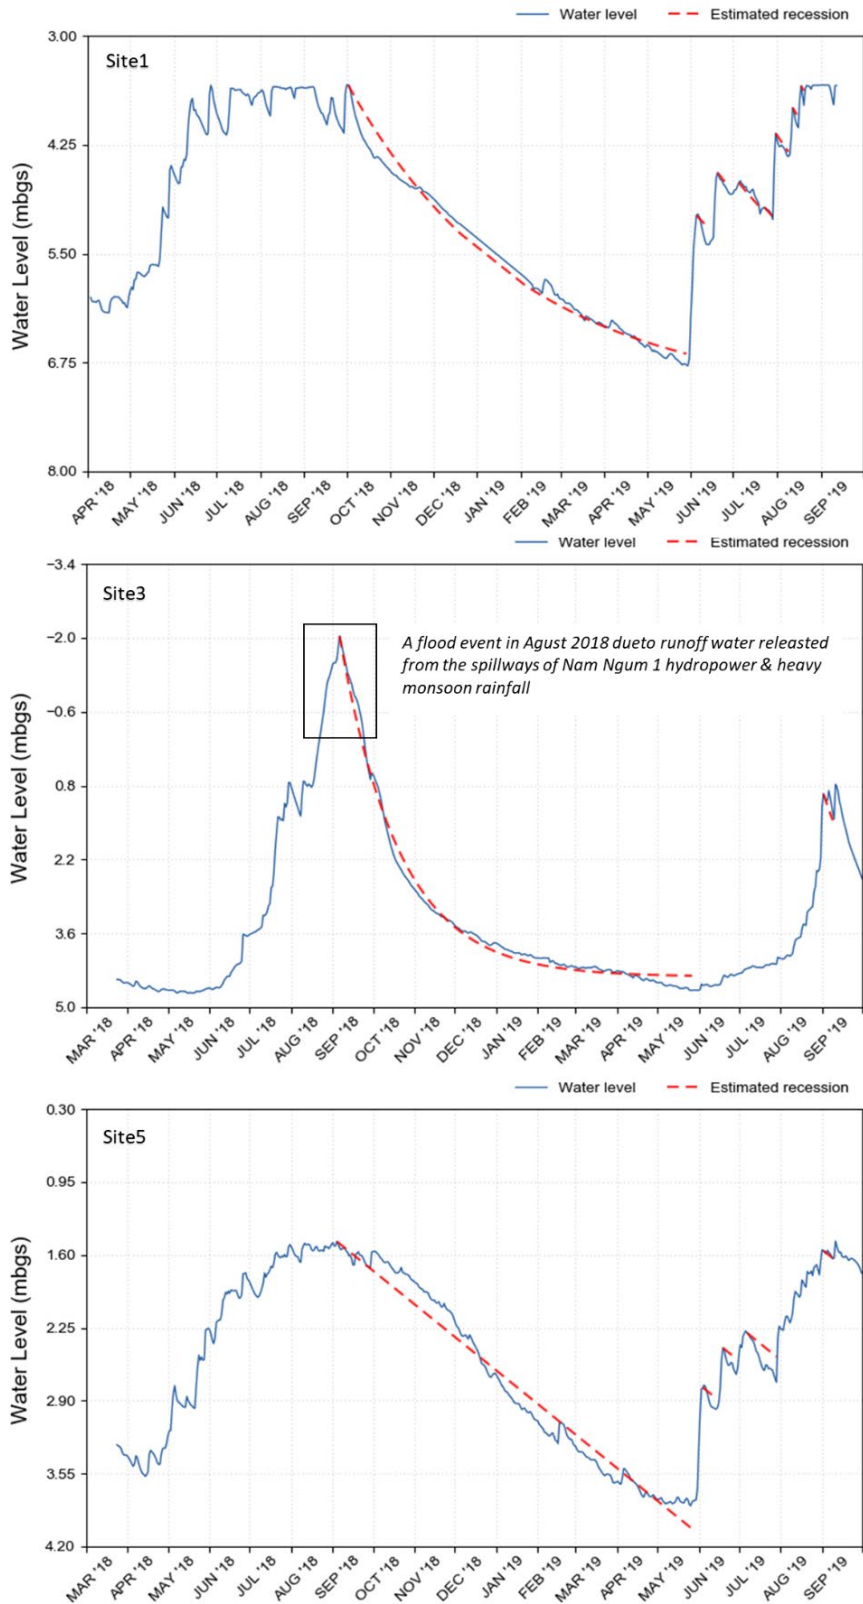 Water level Estimated recession
Site1
3.00
4.25
5.50
6.75
8.00
Water Level (mbgs)
APR '18 MAY '18 JUN '18 JUL '18 AUG '18 SEP '18 OCT '18 NOV '18 DEC '18 JAN '19 FEB '19 MAR '19 APR '19 MAY '19 JUN '19 JUL '19 AUG '19 SEP '19
Water level Estimated recession
Site3
A flood event in Agust 2018 dueto runoff water releasted
from the spillways of Nam Ngum 1 hydropower & heavy
monsoon rainfall
−3.4
−2.0
−0.6
0.8
2.2
3.6
5.0
Water Level (mbgs)
MAR '18 APR '18 MAY '18 JUN '18 JUL '18 AUG '18 SEP '18 OCT '18 NOV '18 DEC '18 JAN '19 FEB '19 MAR '19 APR '19 MAY '19 JUN '19 JUL '19 AUG '19 SEP '19
Water level Estimated recession
Site5
0.30
0.95
1.60
2.25
2.90
3.55
4.20
Water Level (mbgs)
MAR '18 APR '18 MAY '18 JUN '18 JUL '18 AUG '18 SEP '18 OCT '18 NOV '18 DEC '18 JAN '19 FEB '19 MAR '19 APR '19 MAY '19 JUN '19 JUL '19 AUG '19 SEP '19